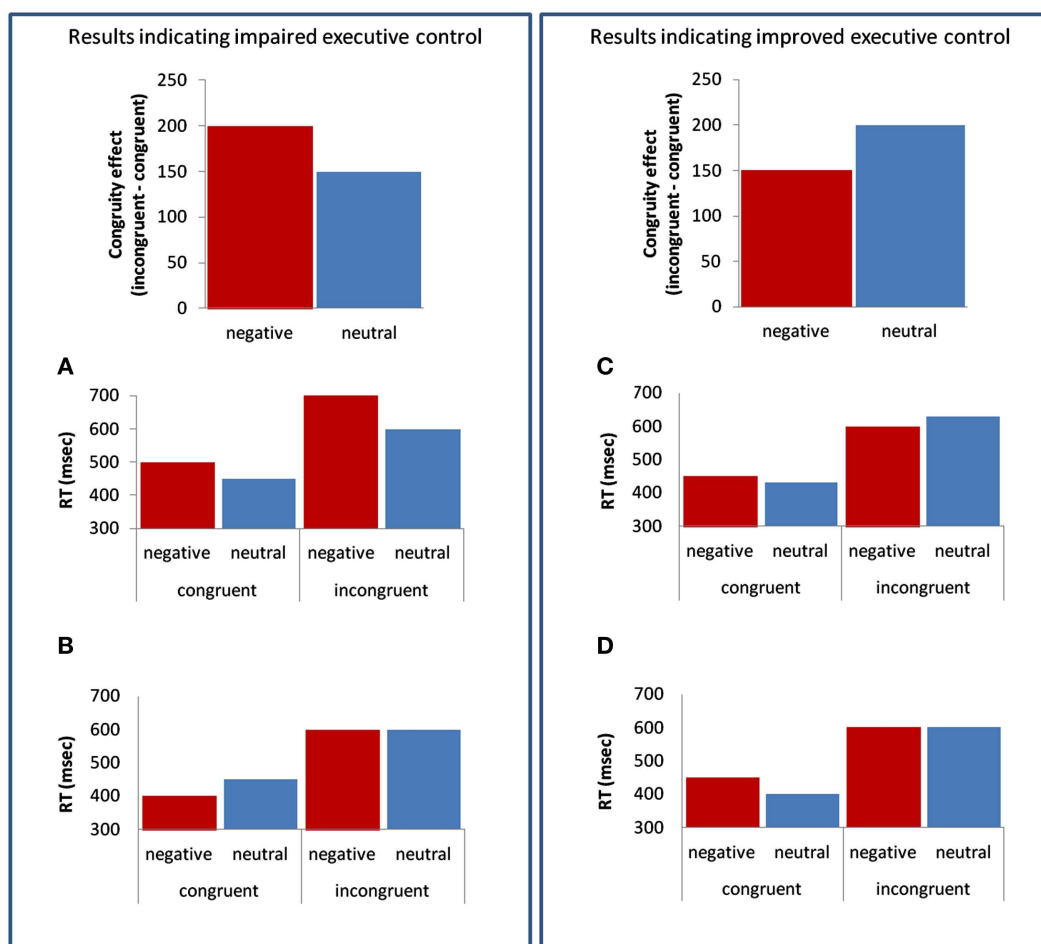 Results indicating impaired executive control
Congruity effect
(incongruent - congruent)
250
200
150
100
50
0
negative neutral
A
RT (msec)
700
600
500
400
300
negative neutral negative neutral
congruent incongruent
B
RT (msec)
700
600
500
400
300
negative neutral negative neutral
congruent incongruent
Results indicating improved executive control
Congruity effect
(incongruent - congruent)
250
200
150
100
50
0
negative neutral
C
RT (msec)
700
600
500
400
300
negative neutral negative neutral
congruent incongruent
D
RT (msec)
700
600
500
400
300
negative neutral negative neutral
congruent incongruent